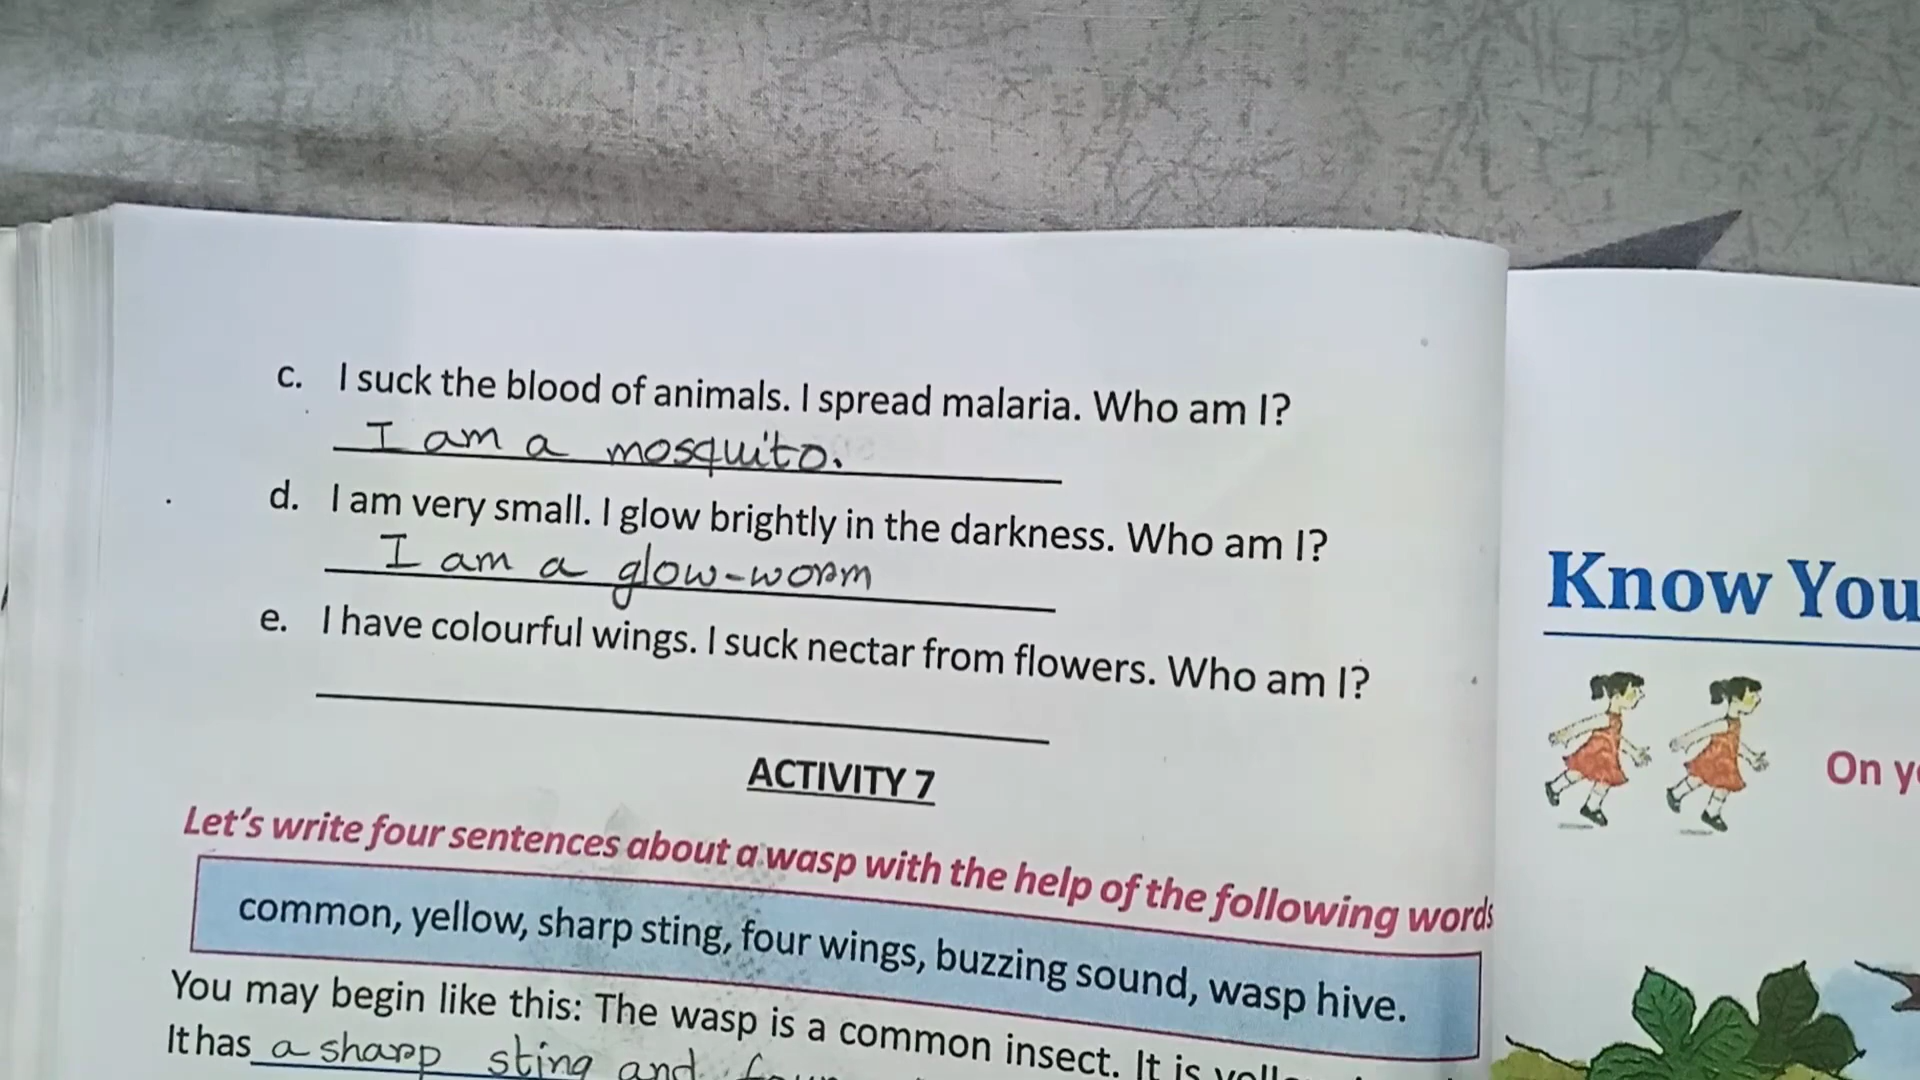 c. I suck the blood of animals. I spread malaria. Who am I?
I am a mosquito.
d. I am very small. I glow brightly in the darkness. Who am I?
I am a glow-worm
e. I have colourful wings. I suck nectar from flowers. Who am I?
ACTIVITY 7
Let's write four sentences about a wasp with the help of the following words
common, yellow, sharp sting, four wings, buzzing sound, wasp hive.
You may begin like this: The wasp is a common insect. It is
It has a sharp sting and
Know You
On